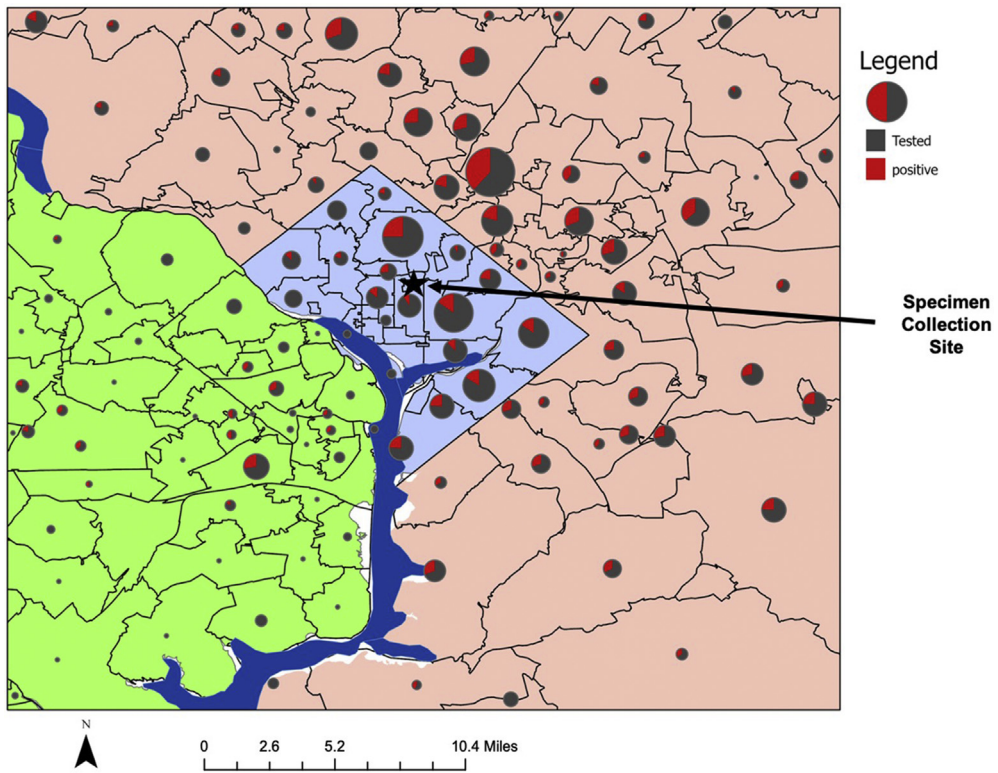 Legend
Tested
positive
Specimen
Collection
Site
N
0 2.6 5.2 10.4 Miles